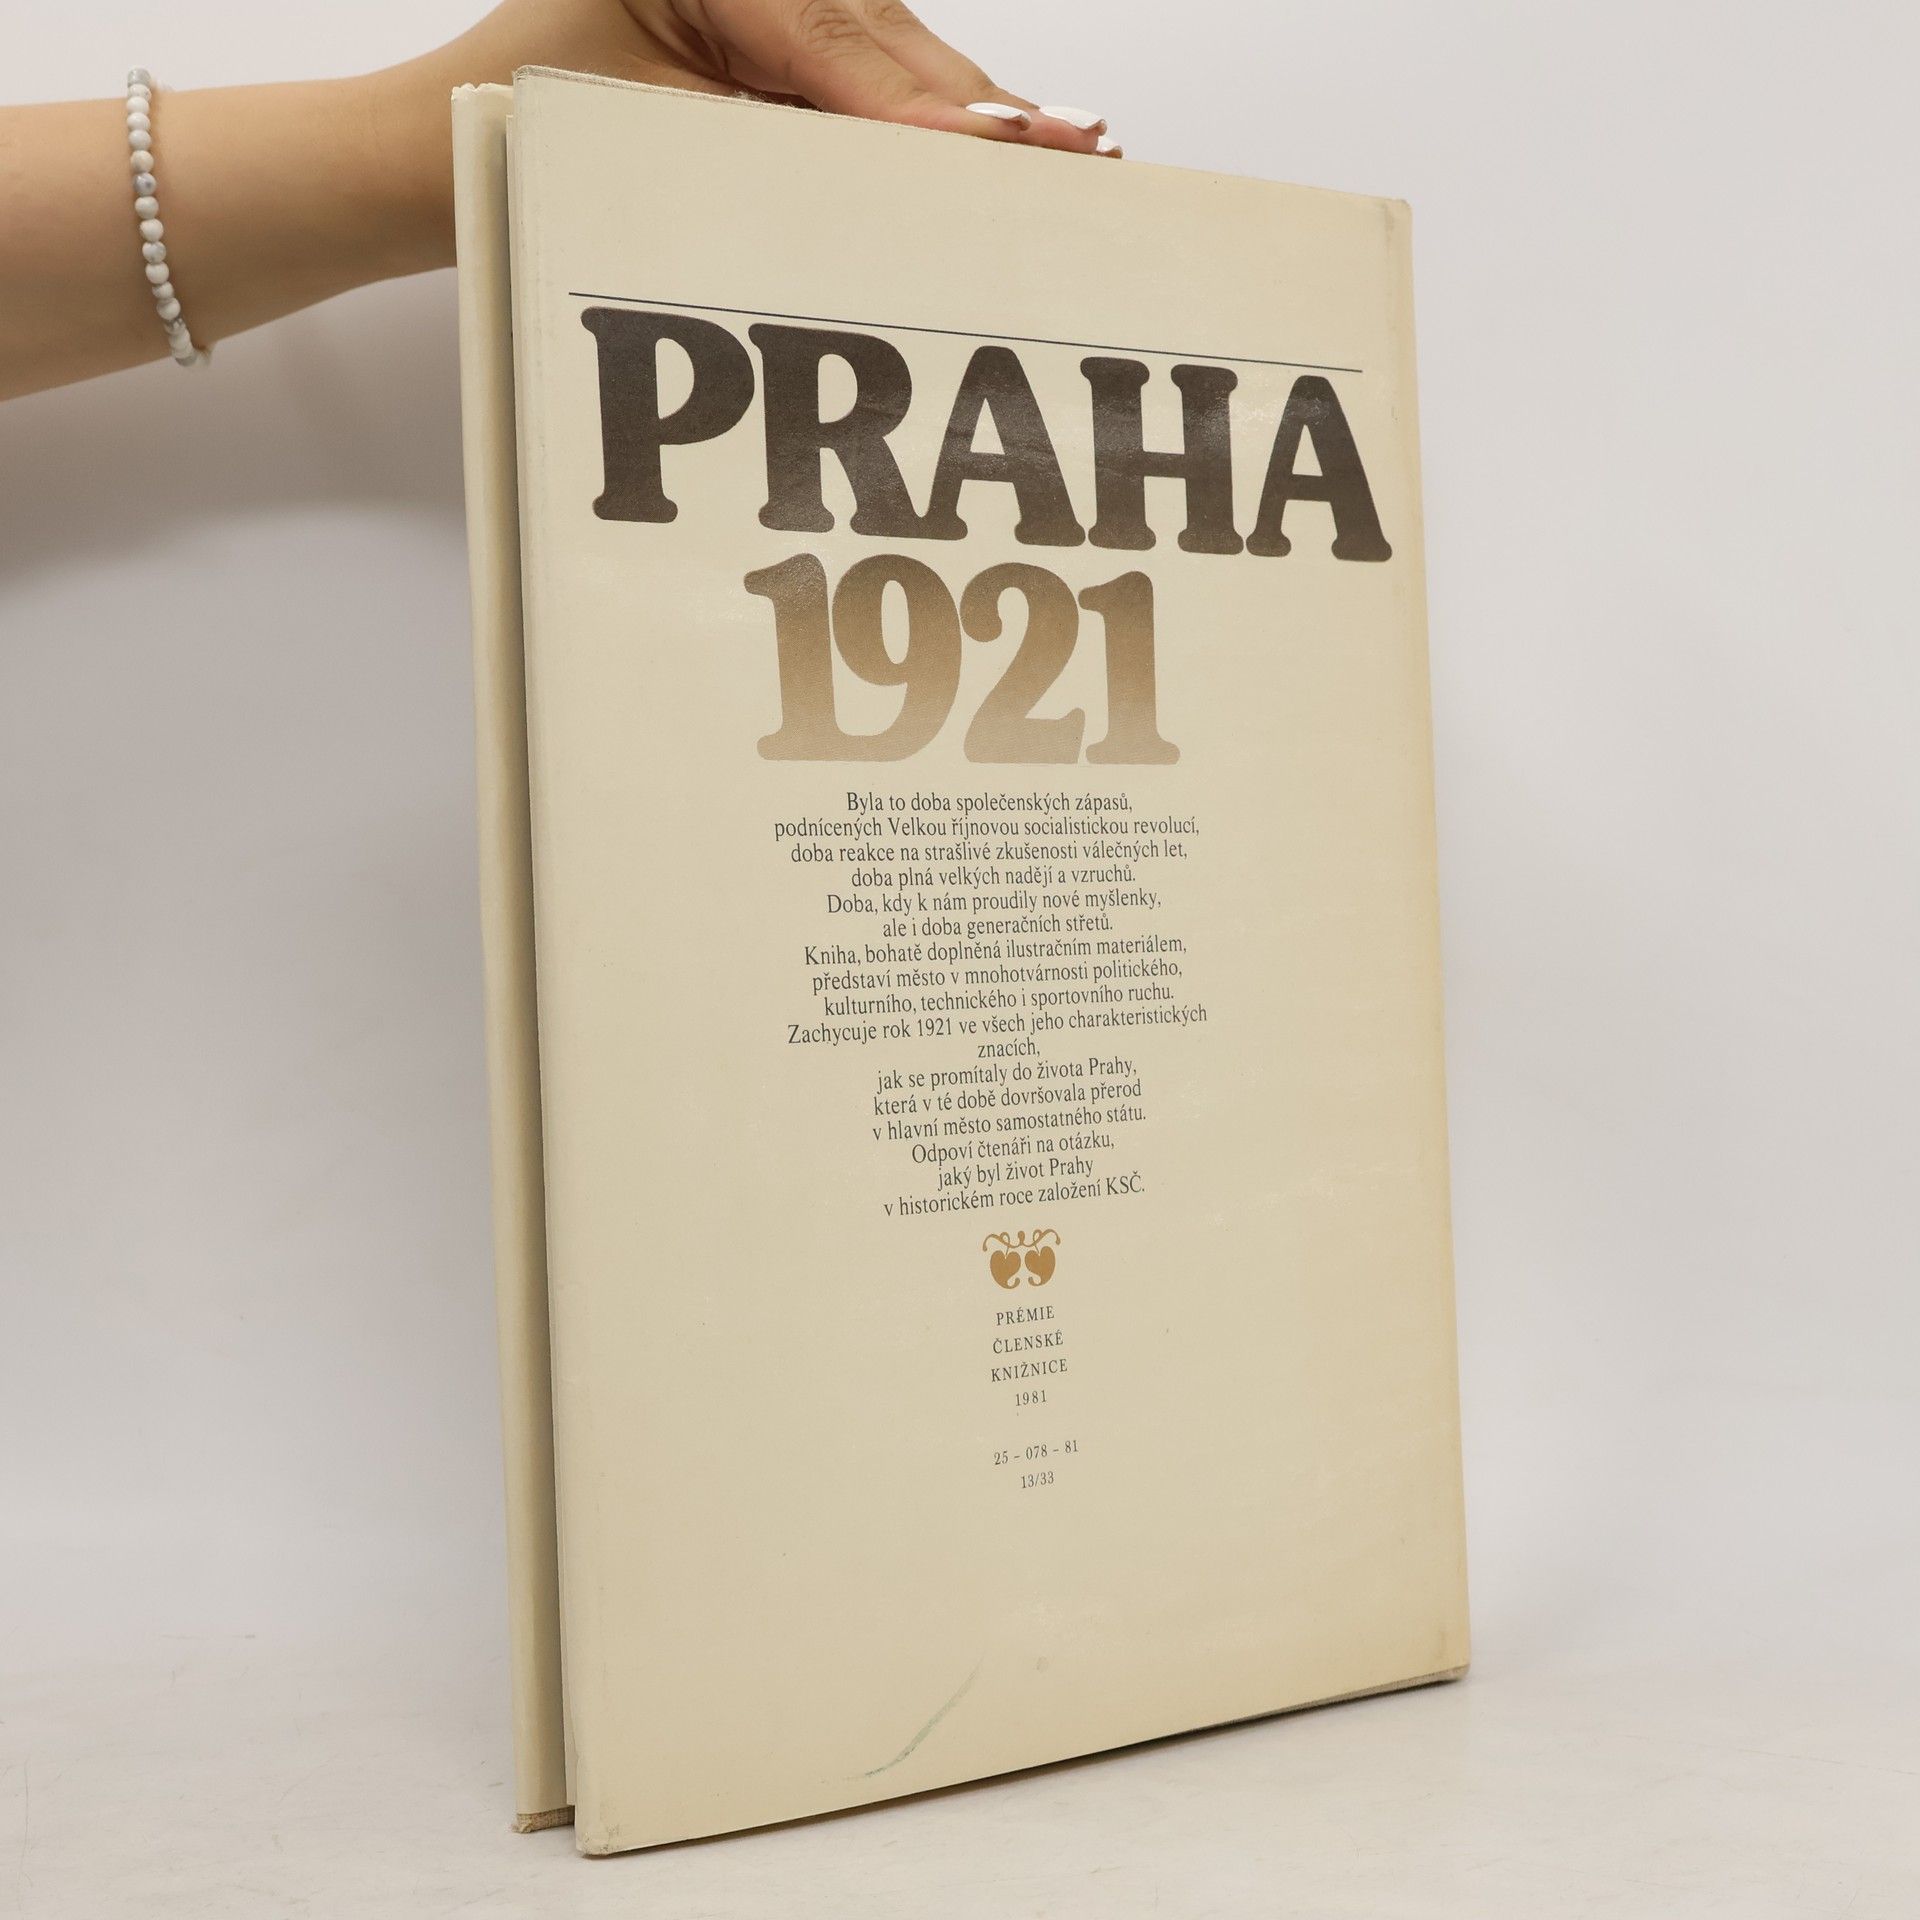 PRAHA
1921
Byla to doba společenských zápasů,
podnícených Velkou říjnovou socialistickou revolucí,
doba reakce na strašlivé zkušenosti válečných let,
doba plná velkých nadějí a vzruchů.
Doba, kdy k nám proudily nové myšlenky,
ale i doba generačních střetů.
Kniha, bohatě doplněná ilustračním materiálem,
představí město v mnohotvárnosti politického,
kulturního, technického i sportovního ruchu.
Zachycuje rok 1921 ve všech jeho charakteristických
znacích,
jak se promítaly do života Prahy,
která v té době dovršovala přerod
v hlavní město samostatného státu.
Odpoví čtenáři na otázku,
jaký byl život Prahy
v historickém roce založení KSČ.
PRÉMIE
ČLENSKÉ
KNIŽNICE
1981
25 – 078 – 81
13/33